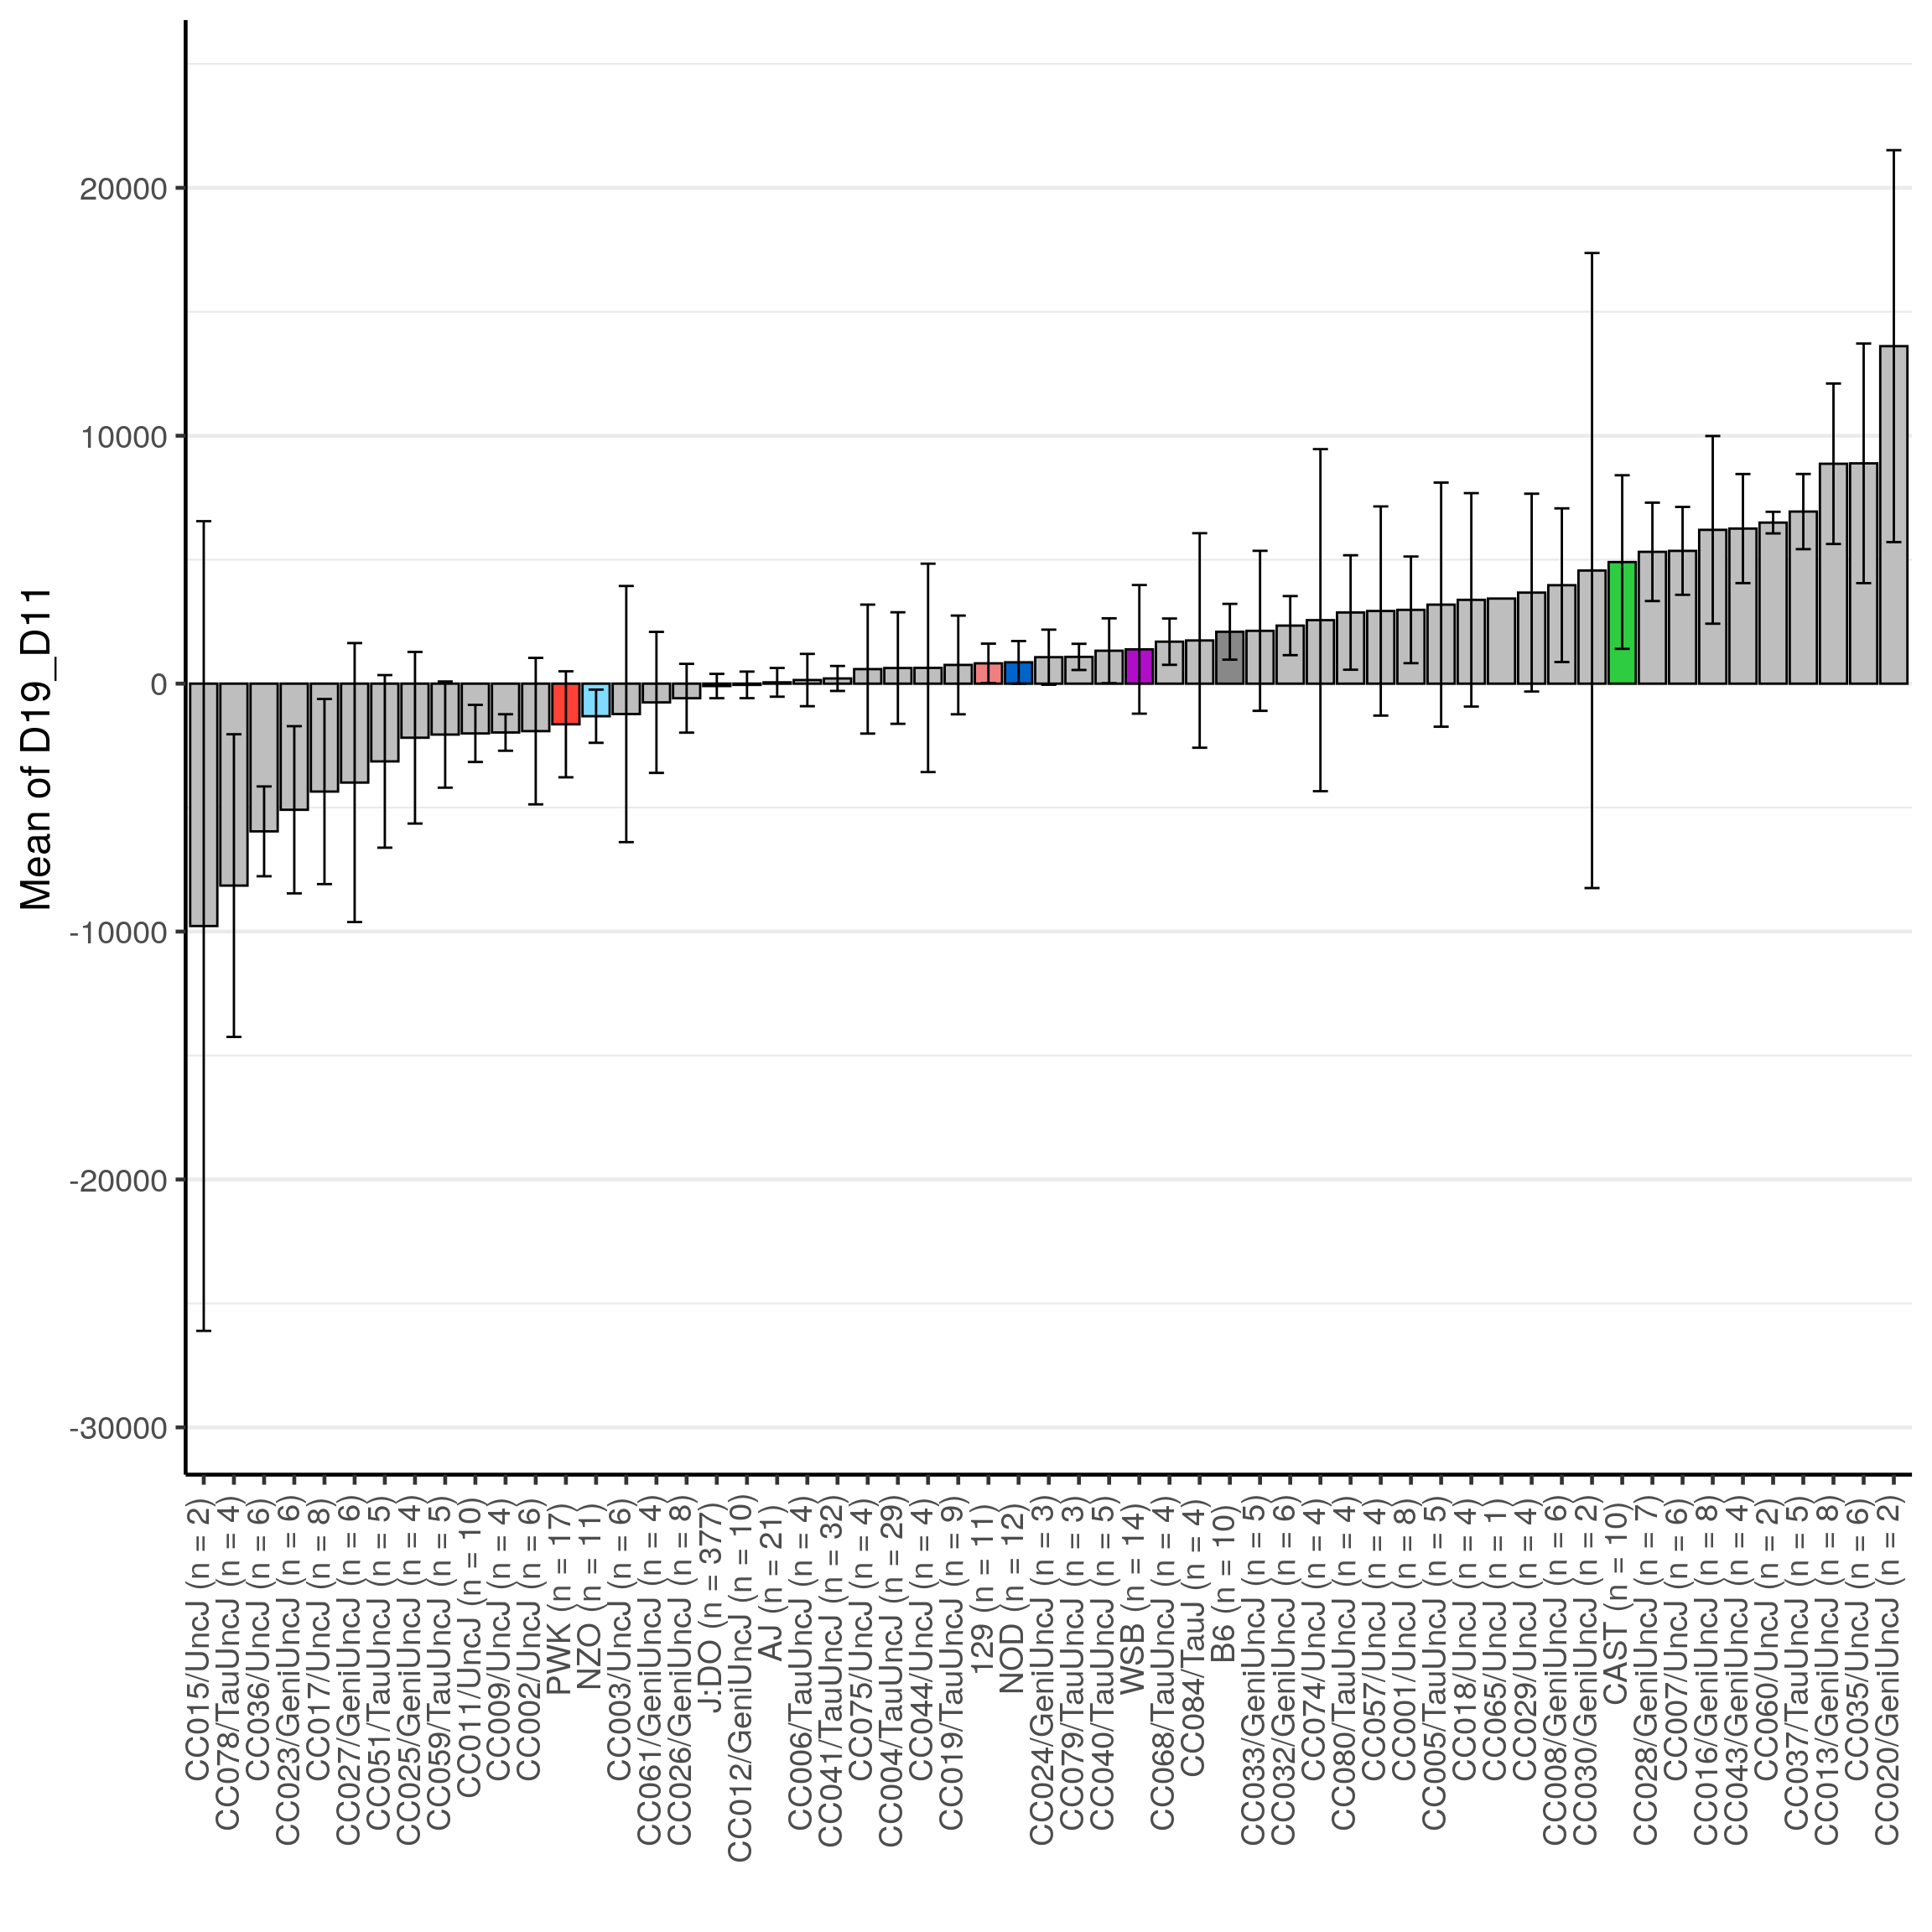 Mean of D19_D11
20000
10000
0
-10000
-20000
-30000
CC015/UncJ (n = 2)
CC078/TauUncJ (n = 4)
CC036/UncJ (n = 6)
CC023/GeniUncJ (n = 6)
CC017/UncJ (n = 8)
CC027/GeniUncJ (n = 6)
CC051/TauUncJ (n = 5)
CC025/GeniUncJ (n = 4)
CC059/TauUncJ (n = 5)
CC011/UncJ (n = 10)
CC009/UncJ (n = 4)
CC002/UncJ (n = 6)
PWK (n = 17)
NZO (n = 11)
CC003/UncJ (n = 6)
CC061/GeniUncJ (n = 4)
CC026/GeniUncJ (n = 8)
J:DO (n = 377)
CC012/GeniUncJ (n = 10)
AJ (n = 21)
CC006/TauUncJ (n = 4)
CC041/TauUncJ (n = 32)
CC075/UncJ (n = 4)
CC004/TauUncJ (n = 29)
CC044/UncJ (n = 4)
CC019/TauUncJ (n = 9)
129 (n = 11)
NOD (n = 12)
CC024/GeniUncJ (n = 3)
CC079/TauUncJ (n = 3)
CC040/TauUncJ (n = 5)
WSB (n = 14)
CC068/TauUncJ (n = 4)
CC084/TauJ (n = 4)
B6 (n = 10)
CC033/GeniUncJ (n = 5)
CC032/GeniUncJ (n = 6)
CC074/UncJ (n = 4)
CC080/TauUncJ (n = 4)
CC057/UncJ (n = 4)
CC001/UncJ (n = 8)
CC005/TauUncJ (n = 5)
CC018/UncJ (n = 4)
CC065/UncJ (n = 1)
CC029/UncJ (n = 4)
CC008/GeniUncJ (n = 6)
CC030/GeniUncJ (n = 2)
CAST (n = 10)
CC028/GeniUncJ (n = 7)
CC007/UncJ (n = 6)
CC016/GeniUncJ (n = 8)
CC043/GeniUncJ (n = 4)
CC060/UncJ (n = 2)
CC037/TauUncJ (n = 5)
CC013/GeniUncJ (n = 8)
CC035/UncJ (n = 6)
CC020/GeniUncJ (n = 2)